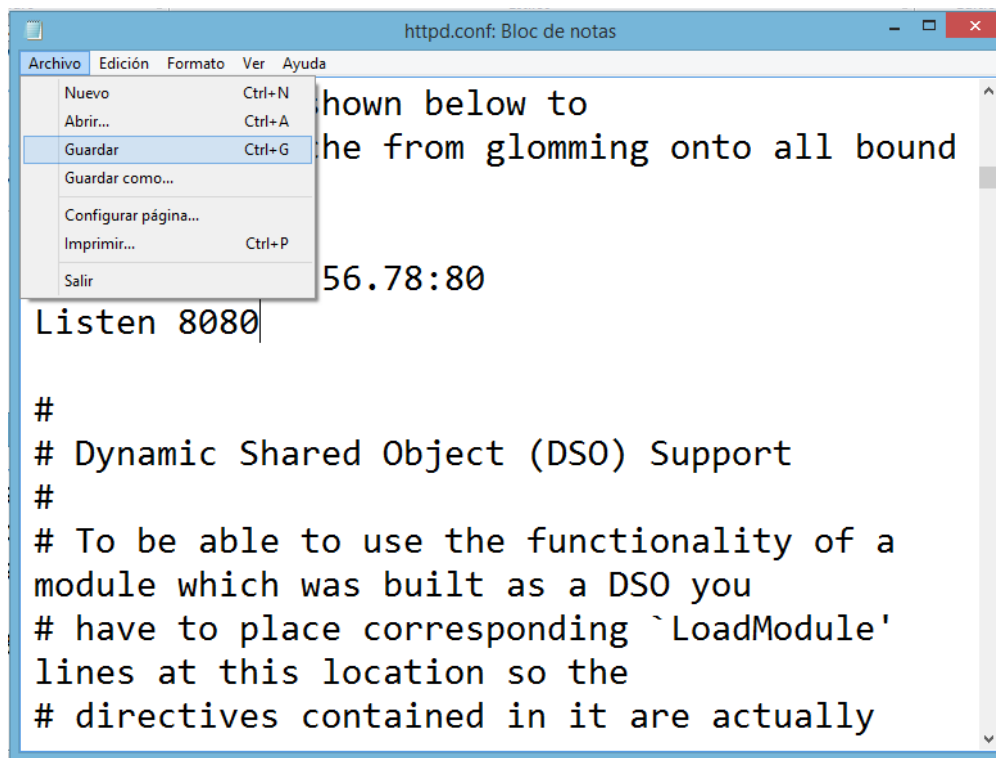 httpd.conf: Bloc de notas
Archivo Edición Formato Ver Ayuda
Nuevo Ctrl+N
Abrir... Ctrl+A
Guardar Ctrl+G
Guardar como...
Configurar página...
Imprimir... Ctrl+P
Salir
hown below to
he from glomming onto all bound
56.78:80
Listen 8080
#
# Dynamic Shared Object (DSO) Support
#
# To be able to use the functionality of a
module which was built as a DSO you
# have to place corresponding `LoadModule'
lines at this location so the
# directives contained in it are actually